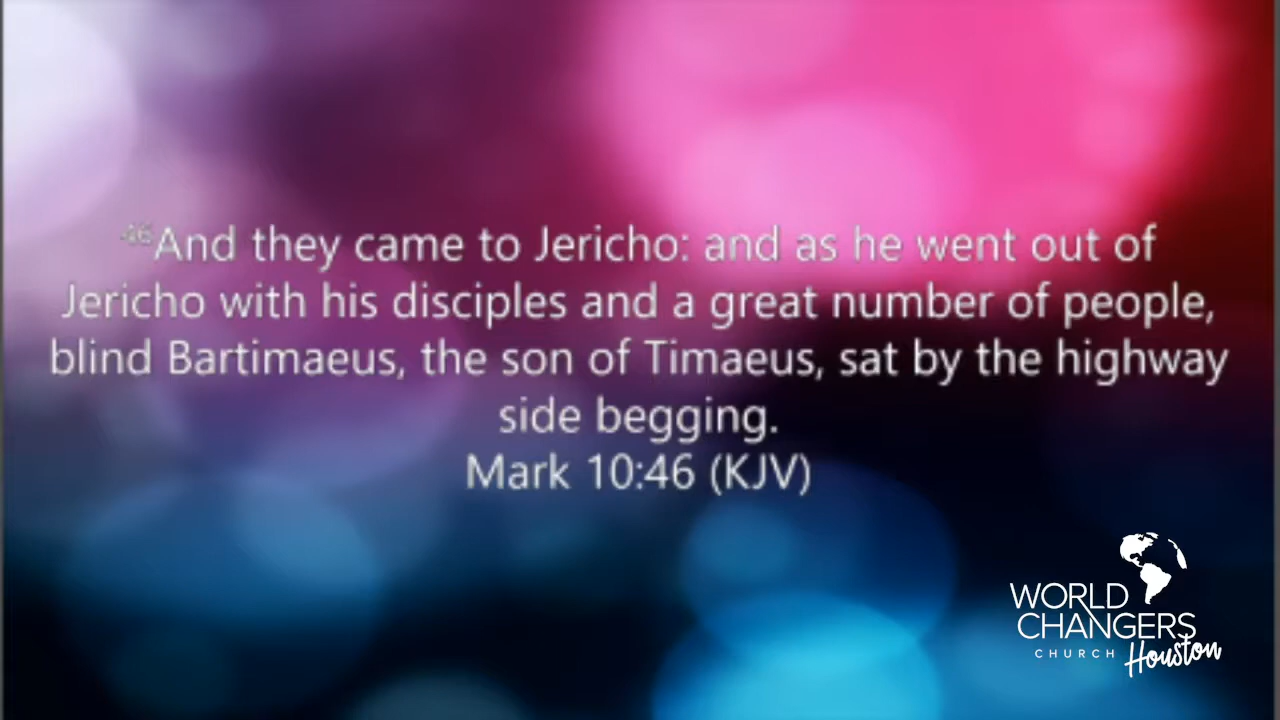 46And they came to Jericho: and as he went out of
Jericho with his disciples and a great number of people,
blind Bartimaeus, the son of Timaeus, sat by the highway
side begging.
Mark 10:46 (KJV)
WORLD
CHANGERS
CHURCH Houston